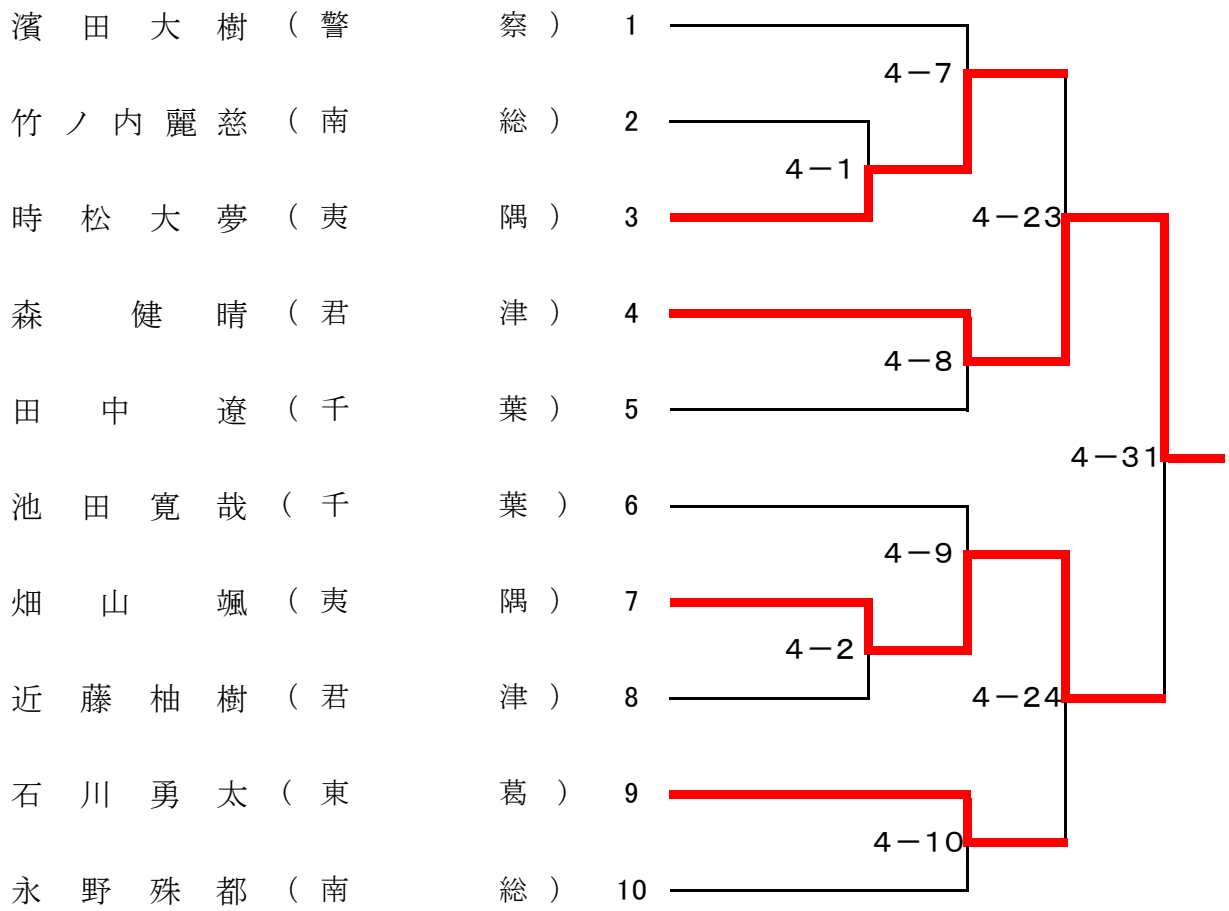 濱田大樹（警察） 1
4－7
竹ノ内麗慈（南総） 2
4－1
時松大夢（夷隅） 3 4－23
森健晴（君津） 4
4－8
田中遼（千葉） 5
4－31
池田寛哉（千葉） 6
4－9
畑山颯（夷隅） 7
4－2
近藤柚樹（君津） 8 4－24
石川勇太（東葛） 9
4－10
永野殊都（南総） 10